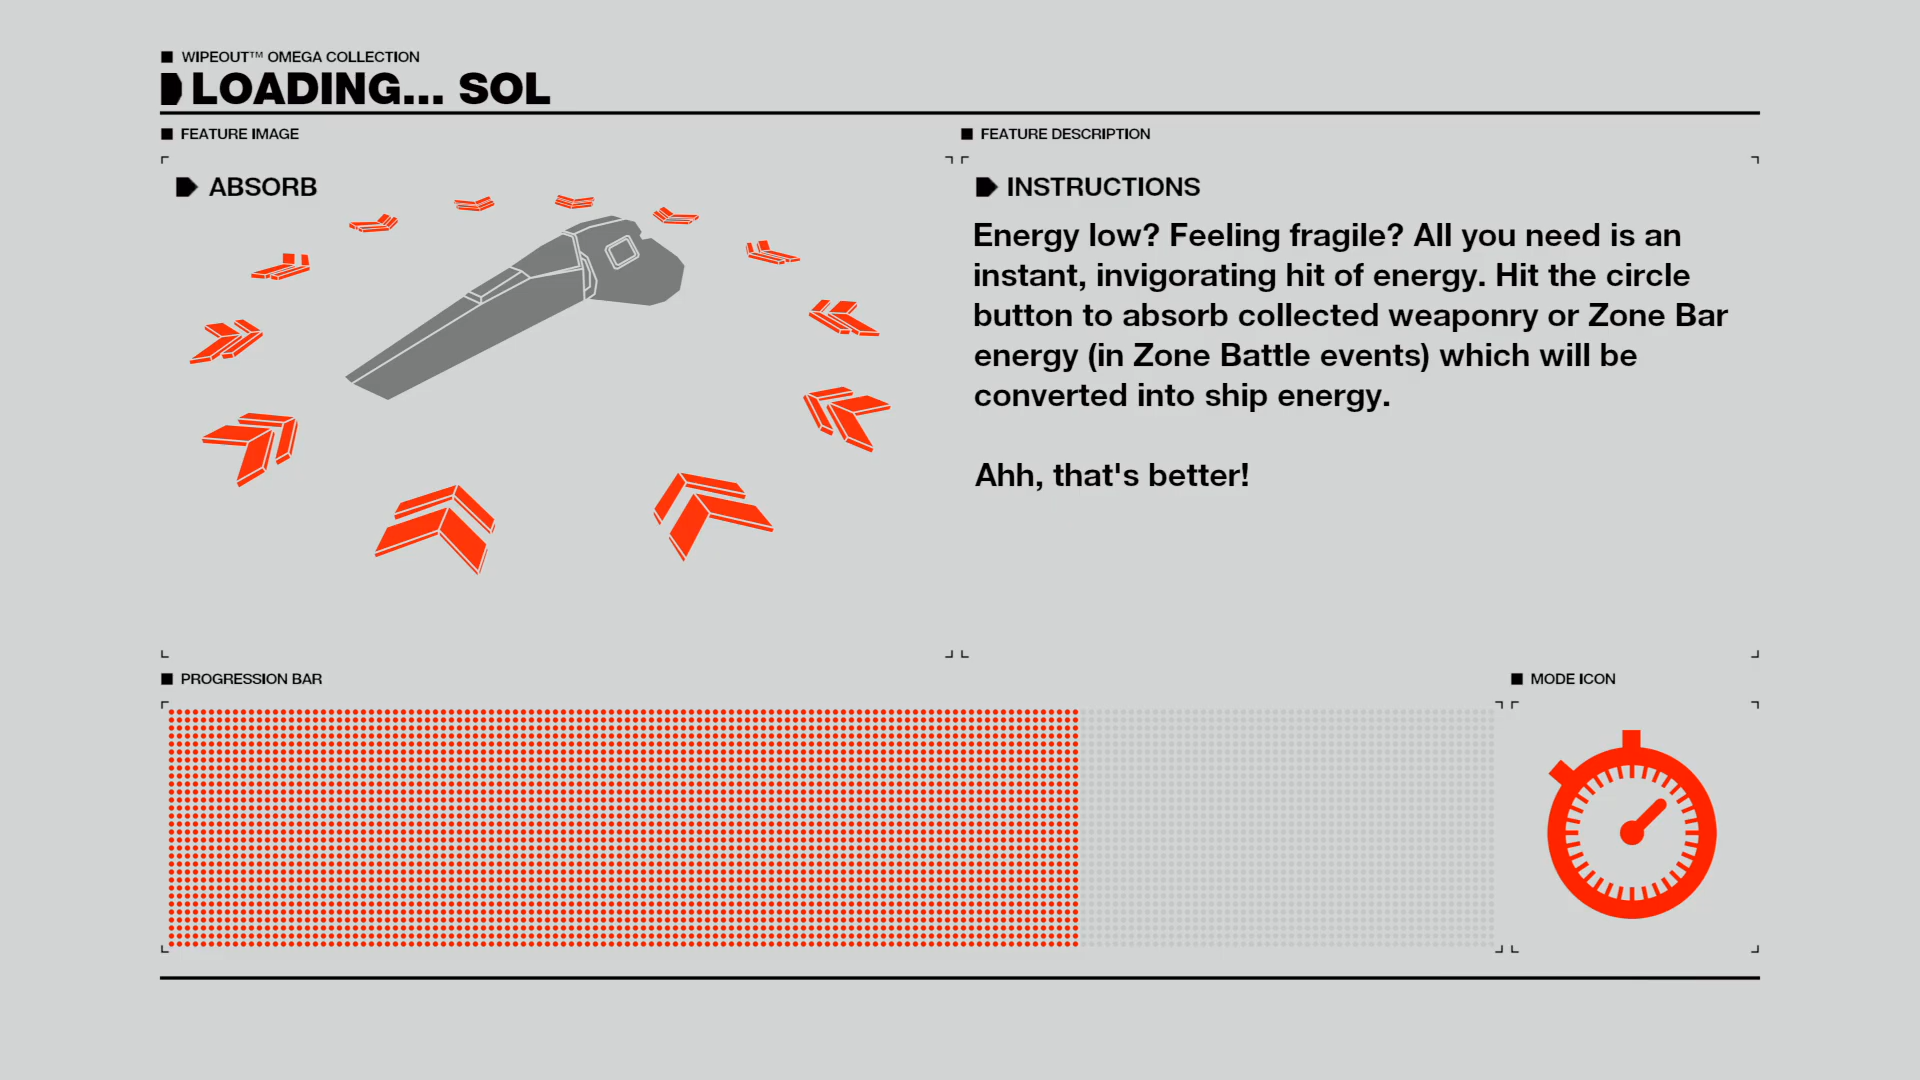 WIPEOUT™ OMEGA COLLECTION
LOADING... SOL
FEATURE IMAGE
ABSORB
FEATURE DESCRIPTION
INSTRUCTIONS
Energy low? Feeling fragile? All you need is an
instant, invigorating hit of energy. Hit the circle
button to absorb collected weaponry or Zone Bar
energy (in Zone Battle events) which will be
converted into ship energy.
Ahh, that's better!
PROGRESSION BAR
MODE ICON